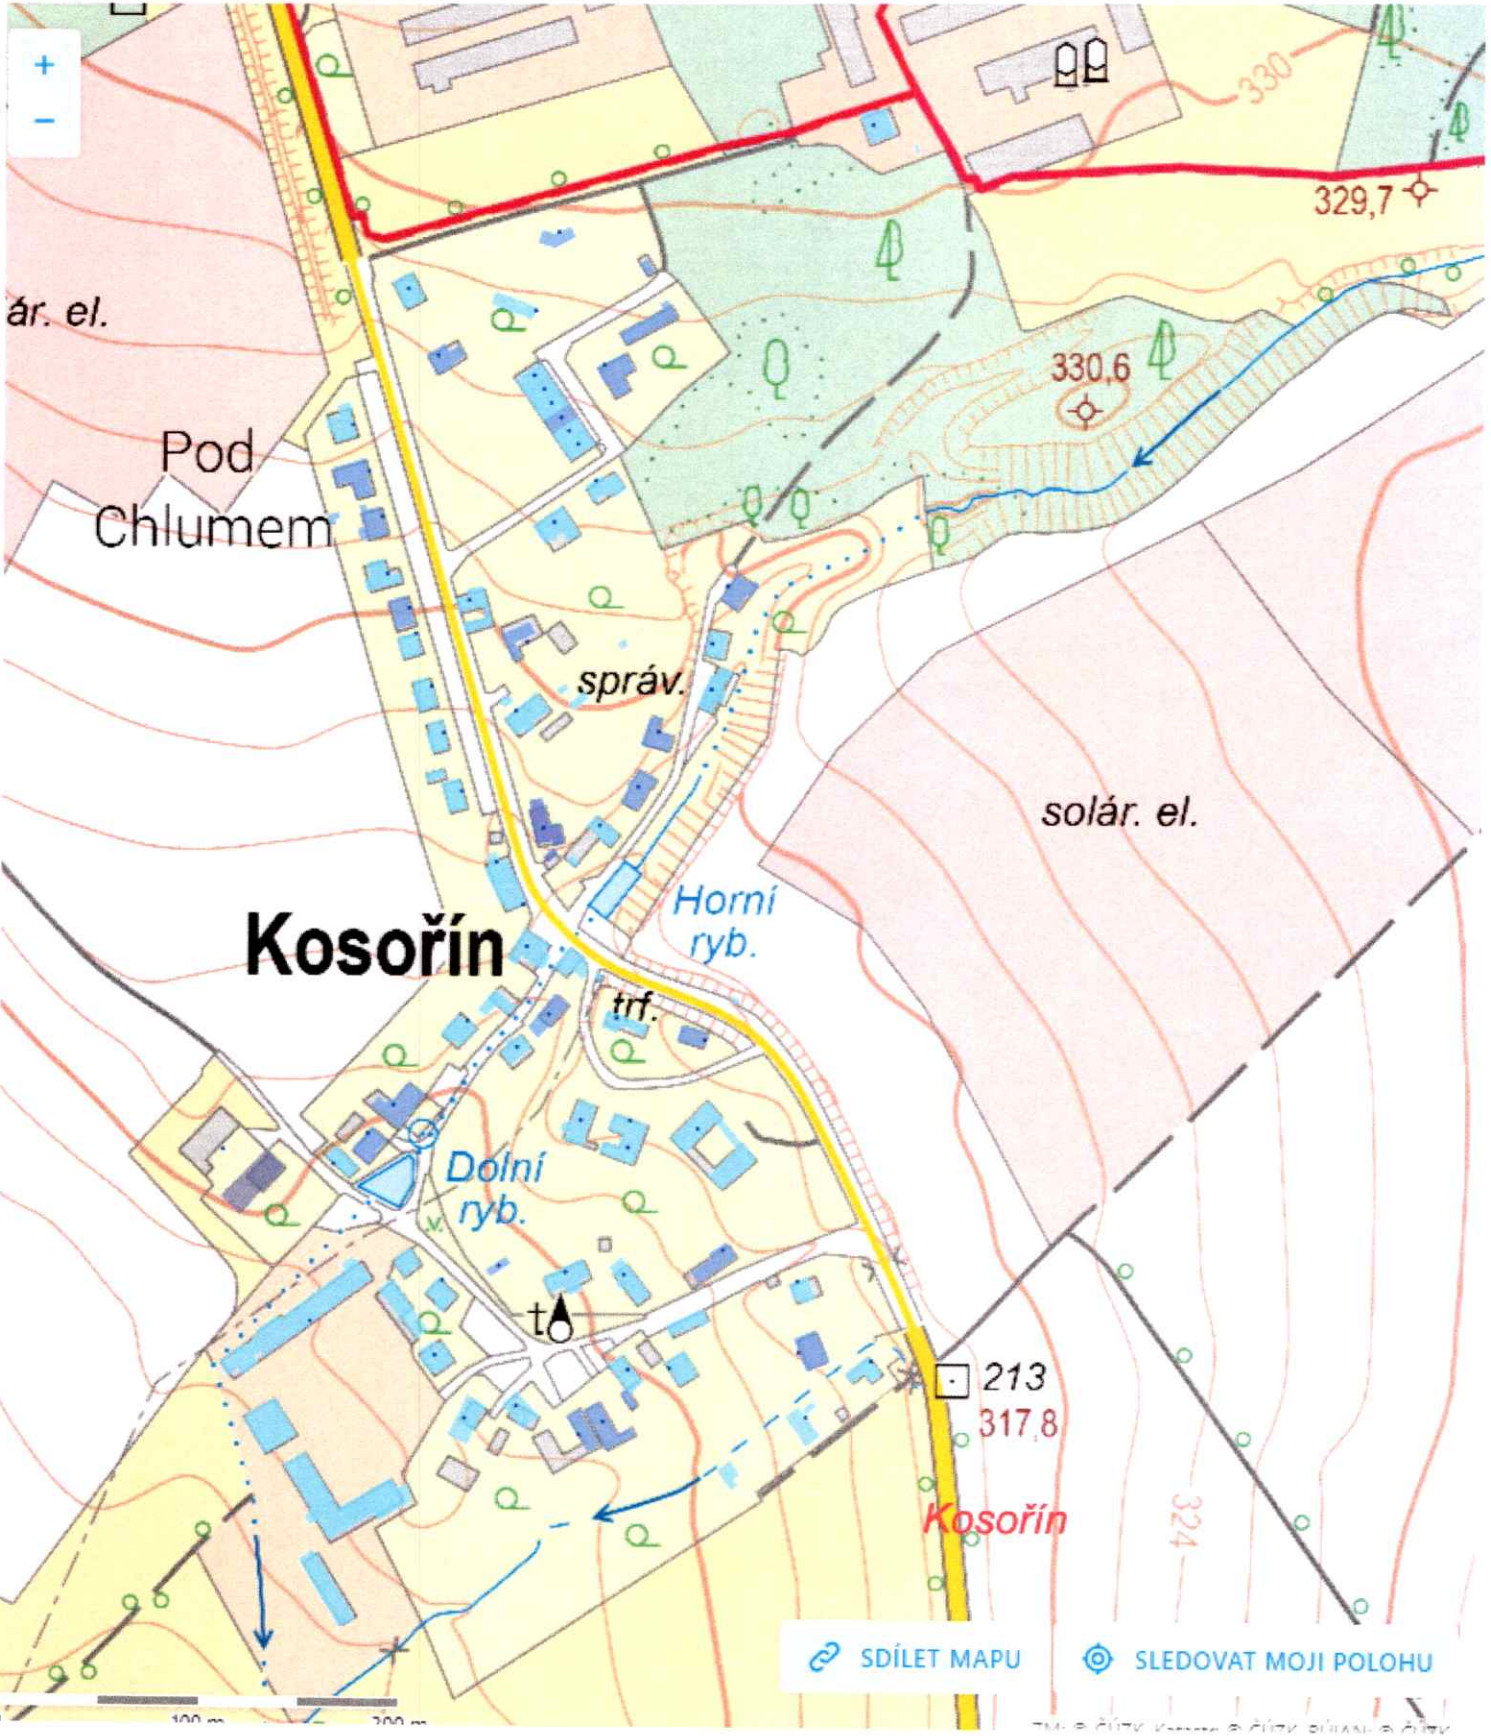 +
−
330
329,7
ár. el.
330,6
Pod
Chlumem
správ.
solár. el.
Horní
ryb.
Kosořín
trf.
Dolní
ryb.
v.
t
213
317,8
Kosořín
324
SDÍLET MAPU
SLEDOVAT MOJI POLOHU
100 m
200 m